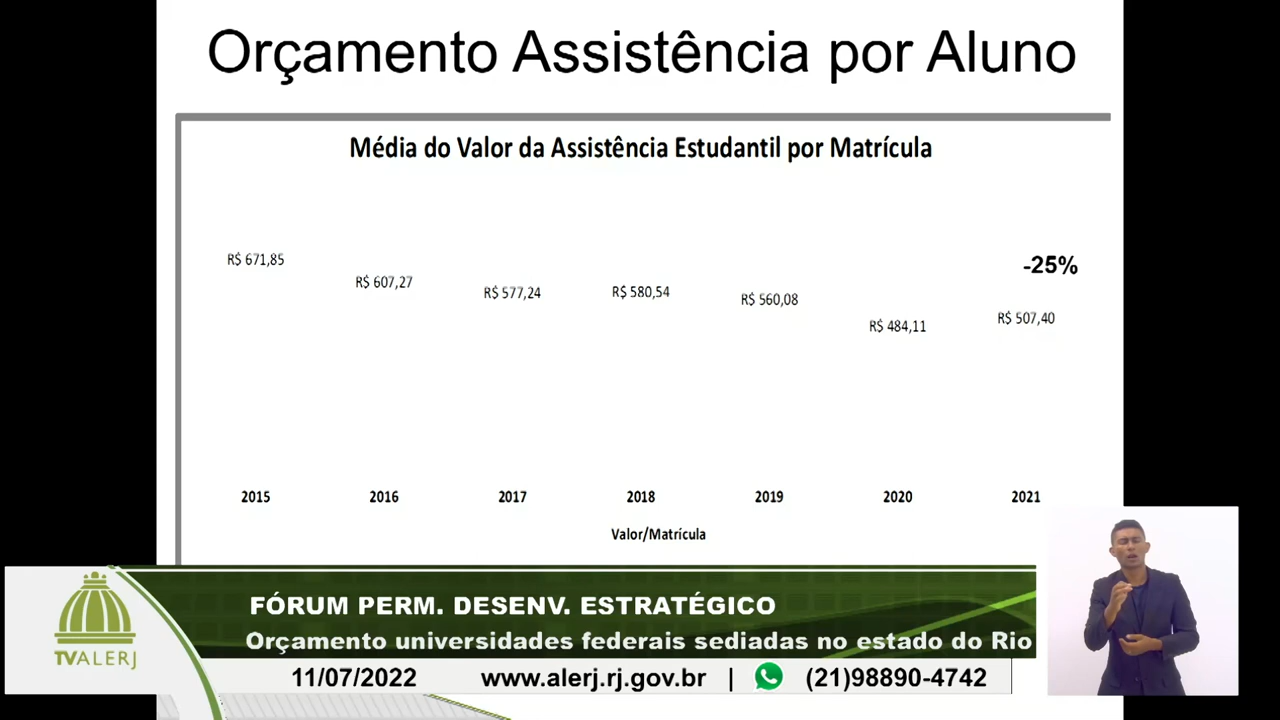 Orçamento Assistência por Aluno
Média do Valor da Assistência Estudantil por Matrícula
R$ 671,85
R$ 607,27
R$ 577,24
R$ 580,54
R$ 560,08
R$ 484,11
R$ 507,40
-25%
2015 2016 2017 2018 2019 2020 2021
Valor/Matrícula
FÓRUM PERM. DESENV. ESTRATÉGICO
Orçamento universidades federais sediadas no estado do Rio
TVALERJ
11/07/2022 www.alerj.rj.gov.br | (21)98890-4742